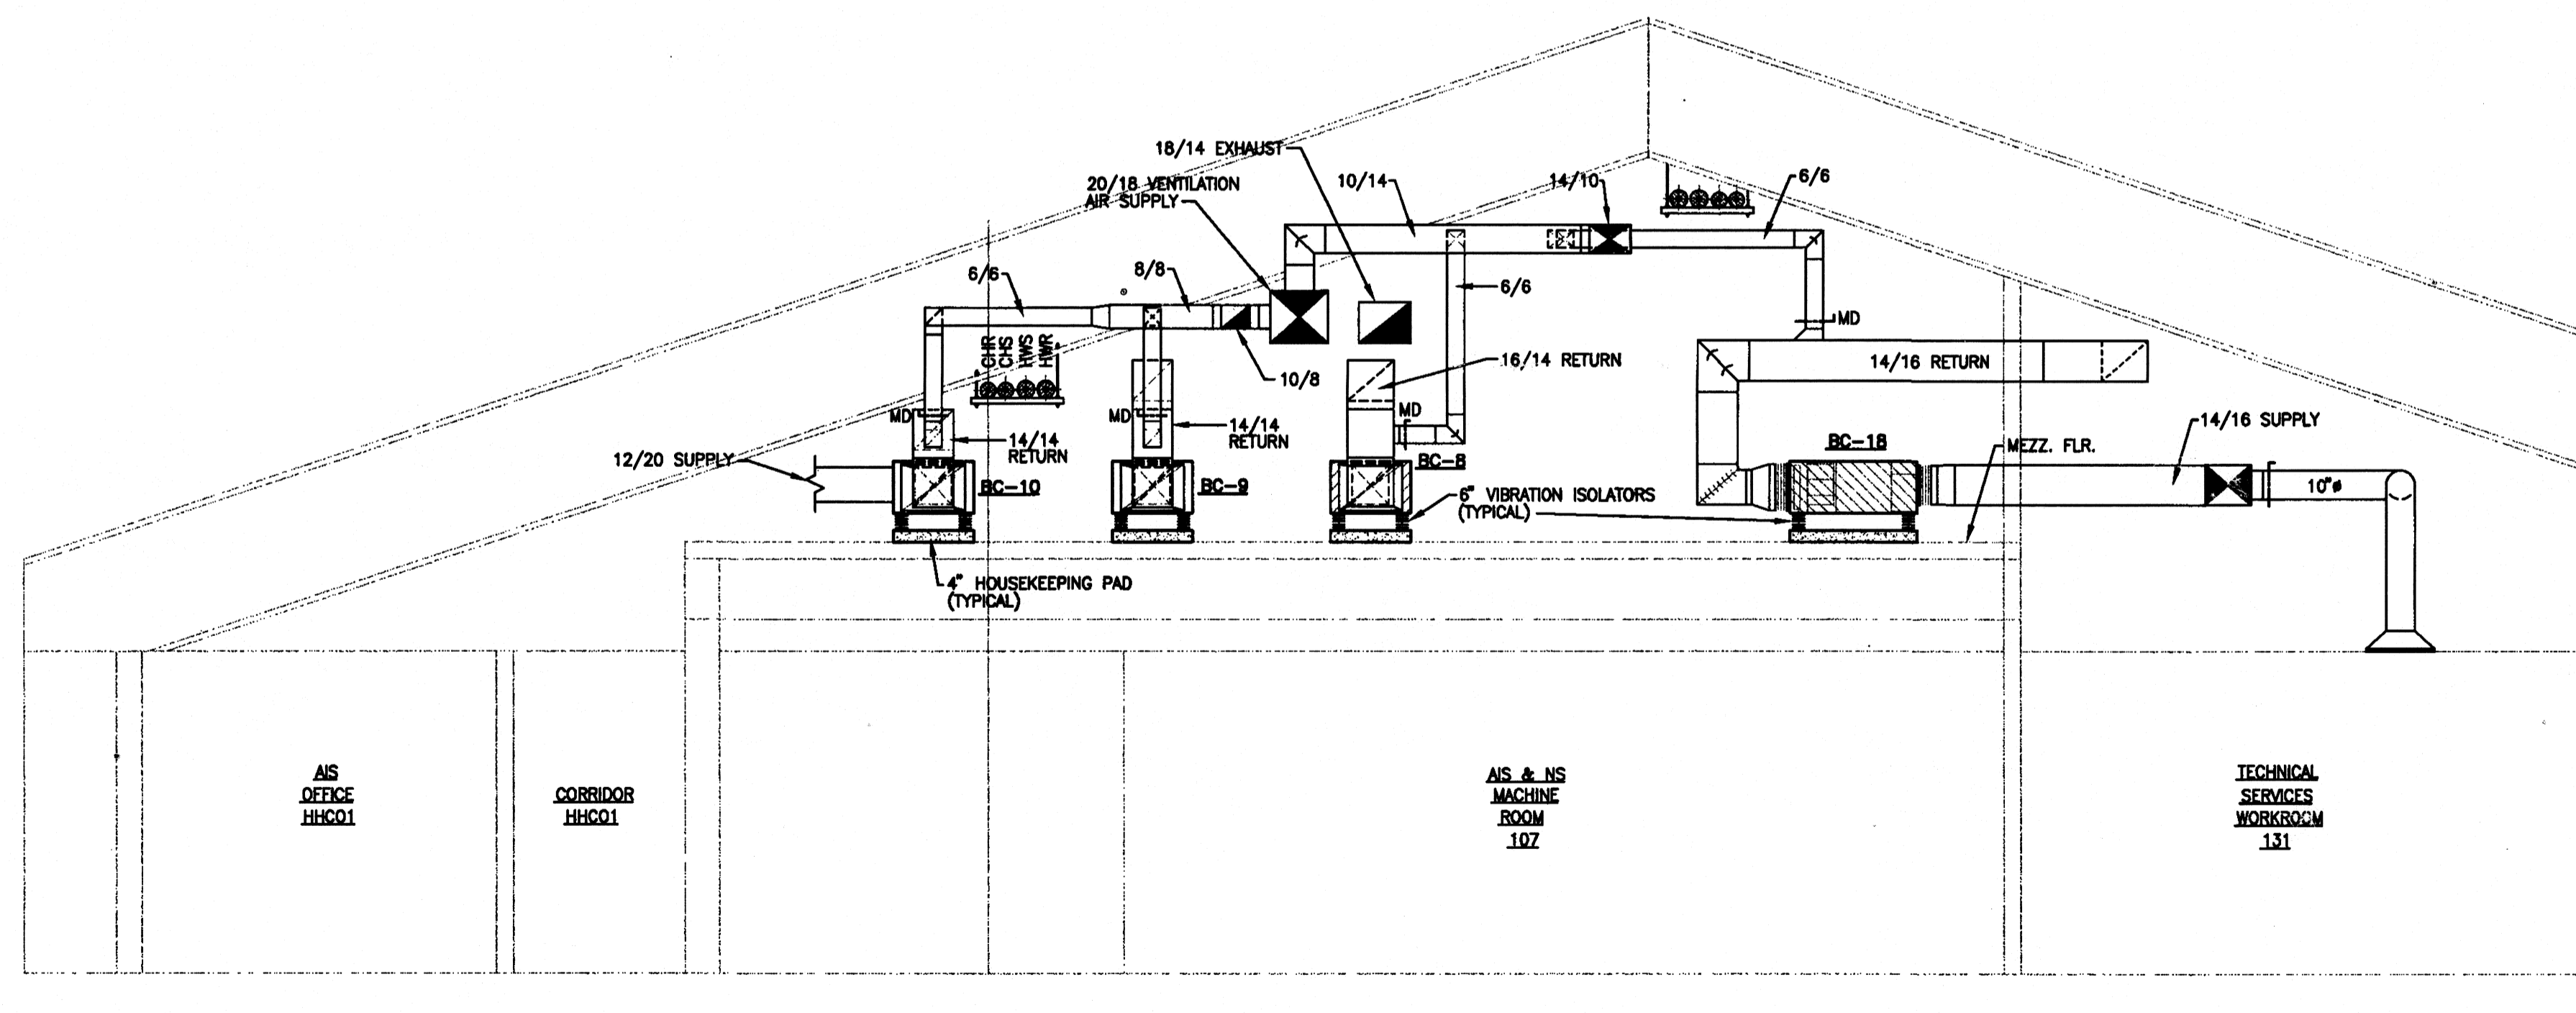 18/14 EXHAUST
20/18 VENTILATION
AIR SUPPLY
10/14
14/10
6/6
6/6
8/8
6/6
MD
CHR
CHS
HWS
HWR
10/8
16/14 RETURN
14/16 RETURN
MD
MD
MD
14/14
RETURN
14/14
RETURN
14/16 SUPPLY
12/20 SUPPLY
BC-10
BC-9
BC-8
BC-18
MEZZ. FLR.
6" VIBRATION ISOLATORS
(TYPICAL)
10"ø
4" HOUSEKEEPING PAD
(TYPICAL)
AIS
OFFICE
HHC01
CORRIDOR
HHC01
AIS & NS
MACHINE
ROOM
107
TECHNICAL
SERVICES
WORKROOM
131